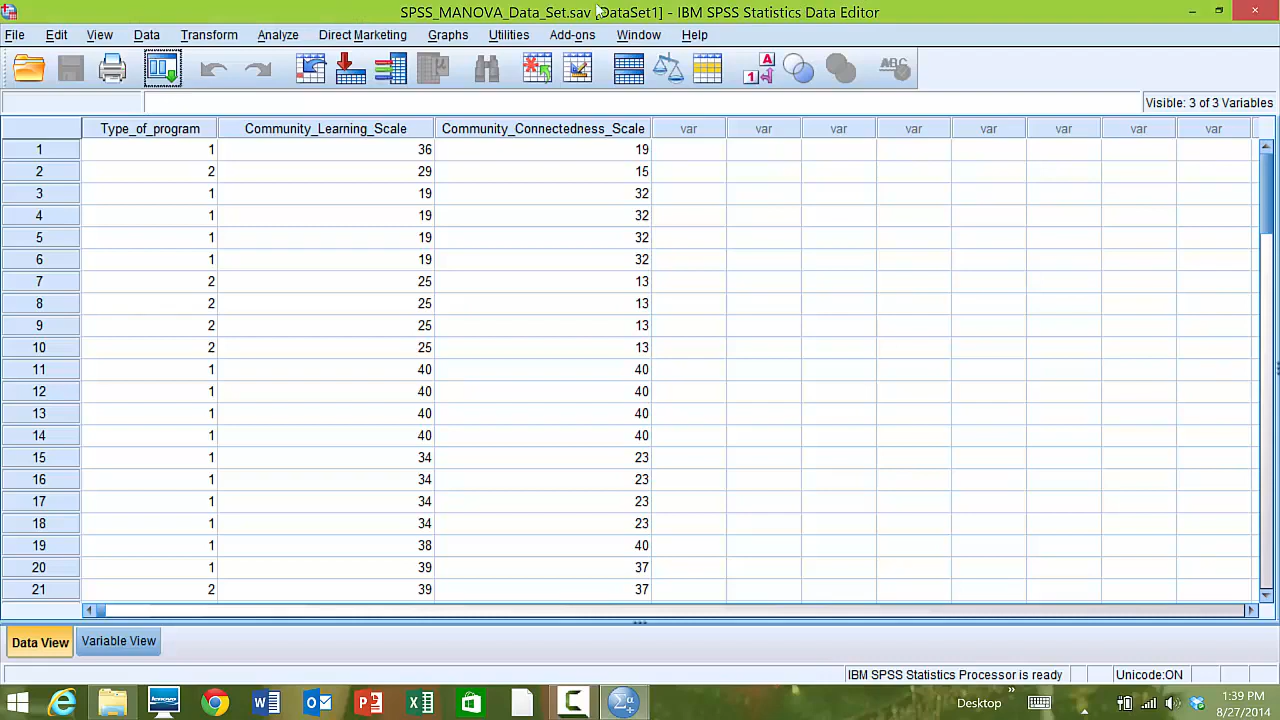 SPSS_MANOVA_Data_Set.sav [DataSet1] - IBM SPSS Statistics Data Editor
File Edit View Data Transform Analyze Direct Marketing Graphs Utilities Add-ons Window Help
Visible: 3 of 3 Variables
Type_of_program Community_Learning_Scale Community_Connectedness_Scale var var var var var var var var
1 1 36 19
2 2 29 15
3 1 19 32
4 1 19 32
5 1 19 32
6 1 19 32
7 2 25 13
8 2 25 13
9 2 25 13
10 2 25 13
11 1 40 40
12 1 40 40
13 1 40 40
14 1 40 40
15 1 34 23
16 1 34 23
17 1 34 23
18 1 34 23
19 1 38 40
20 1 39 37
21 2 39 37
Data View Variable View
IBM SPSS Statistics Processor is ready Unicode:ON
Desktop 1:39 PM
8/27/2014